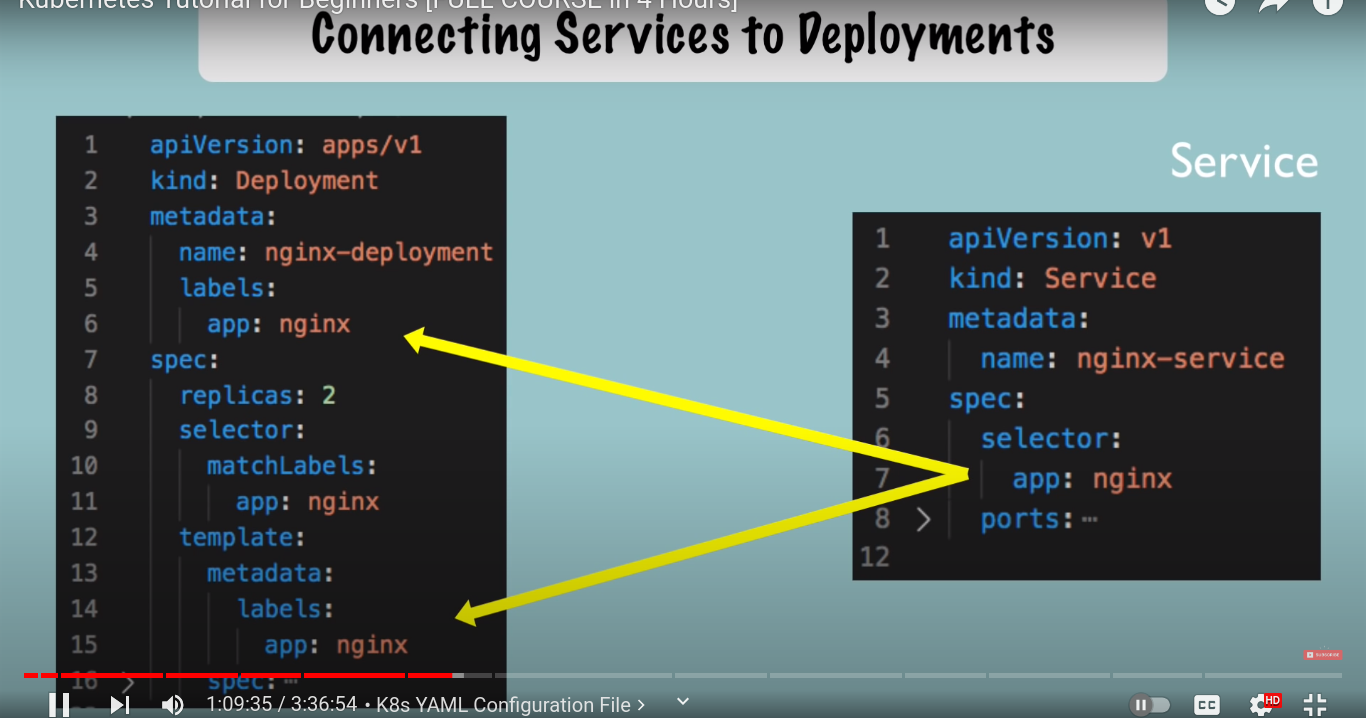 Kubernetes Tutorial for Beginners [FULL COURSE in 4 Hours]
Connecting Services to Deployments
1 apiVersion: apps/v1
2 kind: Deployment
3 metadata:
4 name: nginx-deployment
5 labels:
6 app: nginx
7 spec:
8 replicas: 2
9 selector:
10 matchLabels:
11 app: nginx
12 template:
13 metadata:
14 labels:
15 app: nginx
16 > spec:⋯
Service
1 apiVersion: v1
2 kind: Service
3 metadata:
4 name: nginx-service
5 spec:
6 selector:
7 app: nginx
8 > ports:⋯
12
SUBSCRIBE
1:09:35 / 3:36:54 • K8s YAML Configuration File >
CC
HD